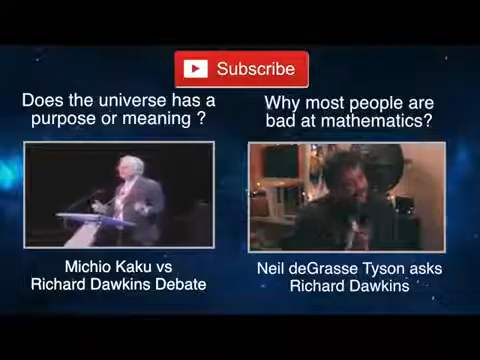 Subscribe
Does the universe has a
purpose or meaning ?
Why most people are
bad at mathematics?
Michio Kaku vs
Richard Dawkins Debate
Neil deGrasse Tyson asks
Richard Dawkins